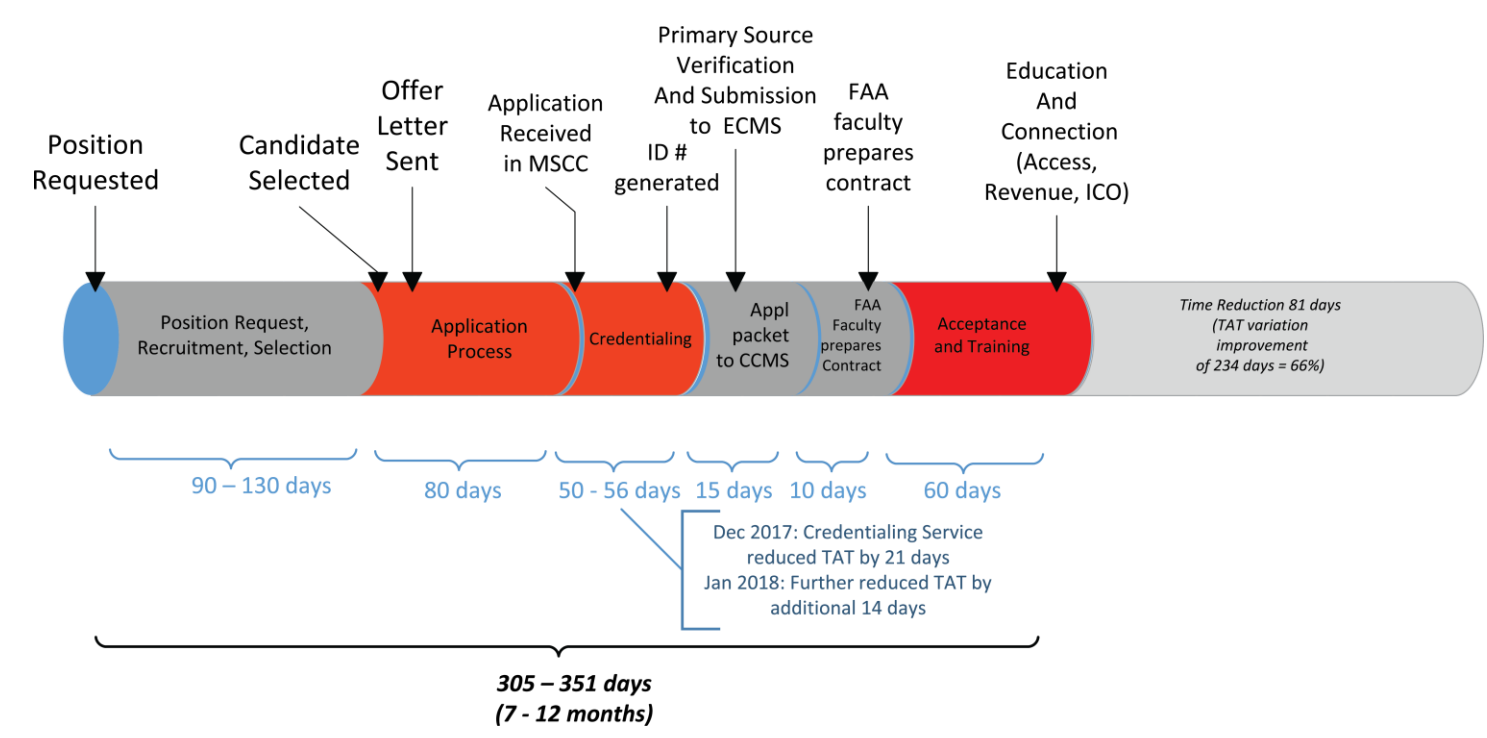 Position
Requested
Candidate
Selected
Offer
Letter
Sent
Application
Received
in MSCC
ID #
generated
Primary Source
Verification
And Submission
to ECMS
FAA
faculty
prepares
contract
Education
And
Connection
(Access,
Revenue, ICO)
Position Request,
Recruitment, Selection
Application
Process
Credentialing
Appl
packet
to CCMS
FAA
Faculty
prepares
Contract
Acceptance
and Training
Time Reduction 81 days
(TAT variation
improvement
of 234 days = 66%)
90 – 130 days
80 days
50 - 56 days
15 days
10 days
60 days
Dec 2017: Credentialing Service
reduced TAT by 21 days
Jan 2018: Further reduced TAT by
additional 14 days
305 – 351 days
(7 - 12 months)